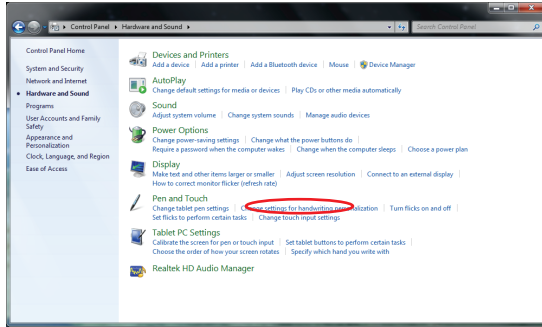 Control Panel ▸ Hardware and Sound ▸
Search Control Panel
Control Panel Home
System and Security
Network and Internet
Hardware and Sound
Programs
User Accounts and Family
Safety
Appearance and
Personalization
Clock, Language, and Region
Ease of Access
Devices and Printers
Add a device | Add a printer | Add a Bluetooth device | Mouse | Device Manager
AutoPlay
Change default settings for media or devices | Play CDs or other media automatically
Sound
Adjust system volume | Change system sounds | Manage audio devices
Power Options
Change power-saving settings | Change what the power buttons do |
Require a password when the computer wakes | Change when the computer sleeps | Choose a power plan
Display
Make text and other items larger or smaller | Adjust screen resolution | Connect to an external display |
How to correct monitor flicker (refresh rate)
Pen and Touch
Change tablet pen settings | Change settings for handwriting personalization | Turn flicks on and off |
Set flicks to perform certain tasks | Change touch input settings
Tablet PC Settings
Calibrate the screen for pen or touch input | Set tablet buttons to perform certain tasks |
Choose the order of how your screen rotates | Specify which hand you write with
Realtek HD Audio Manager